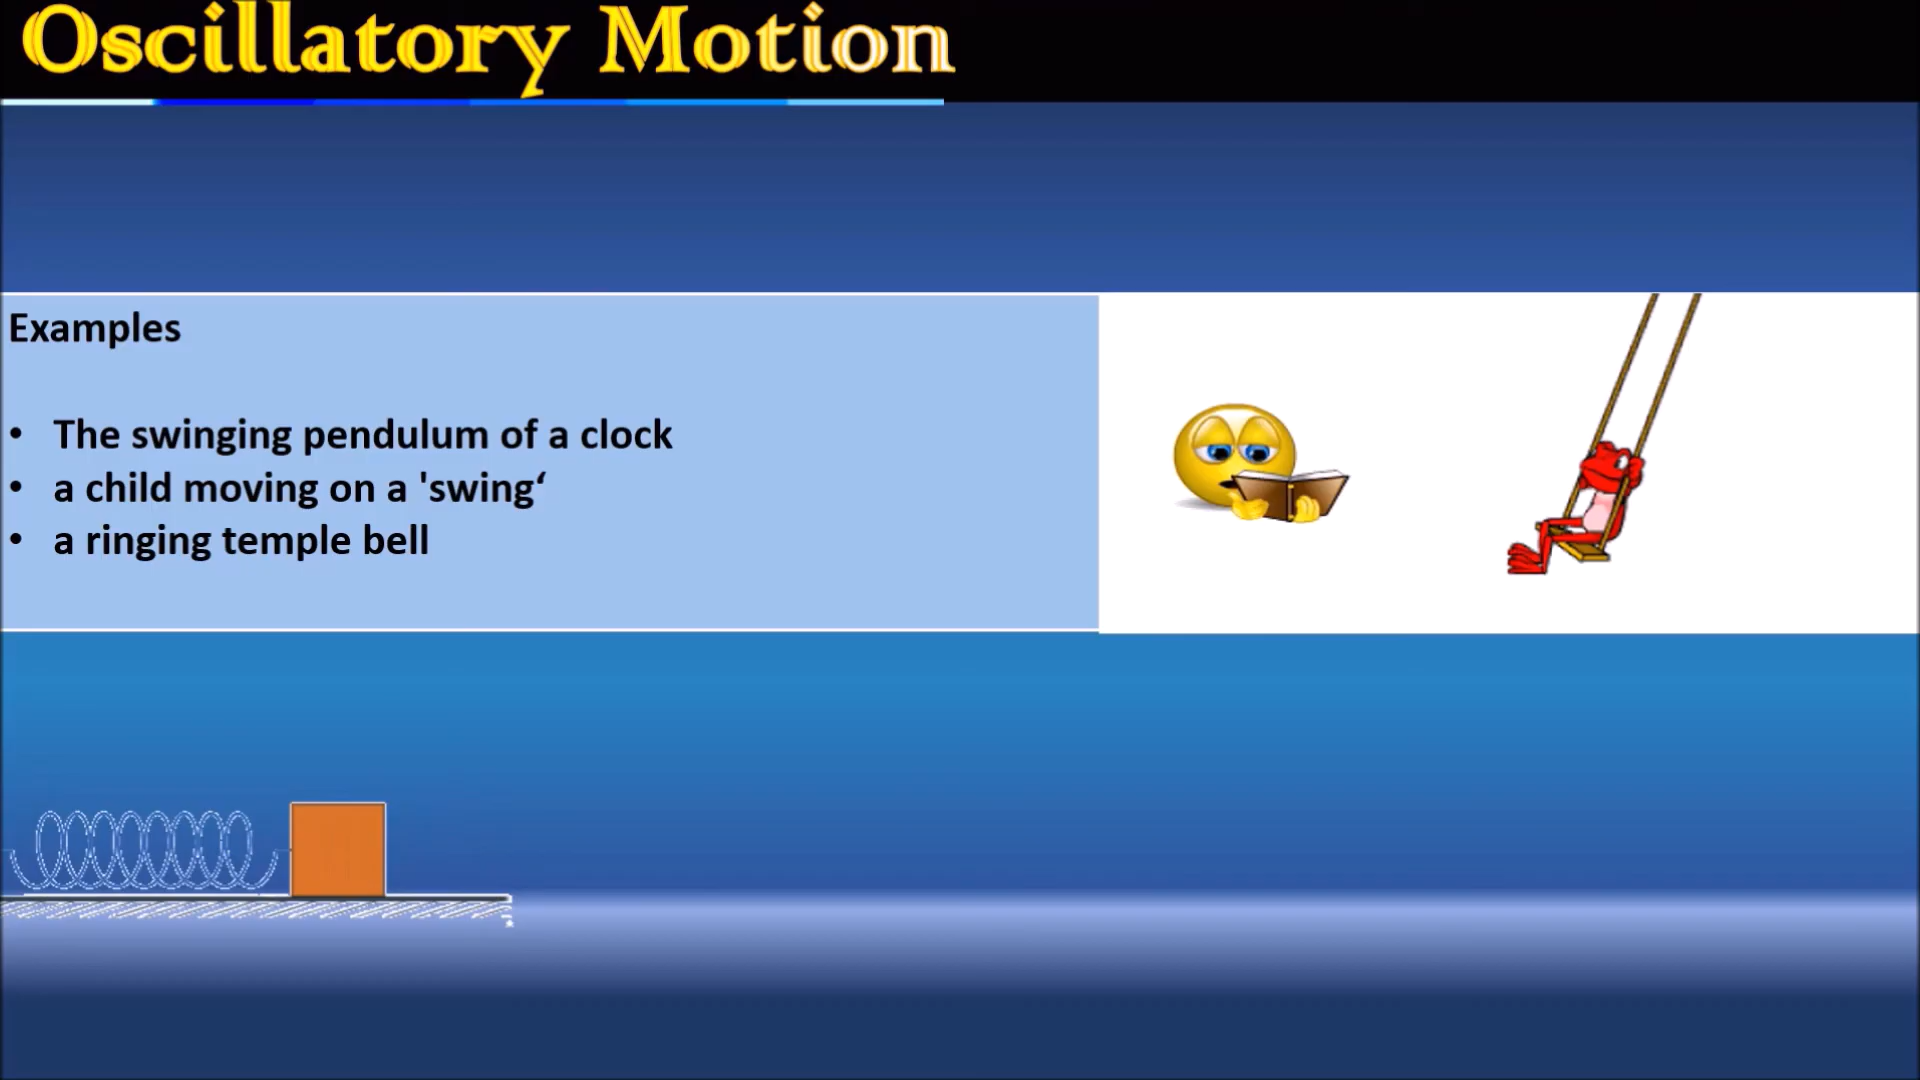 Oscillatory Motion
Examples
• The swinging pendulum of a clock
• a child moving on a 'swing‘
• a ringing temple bell